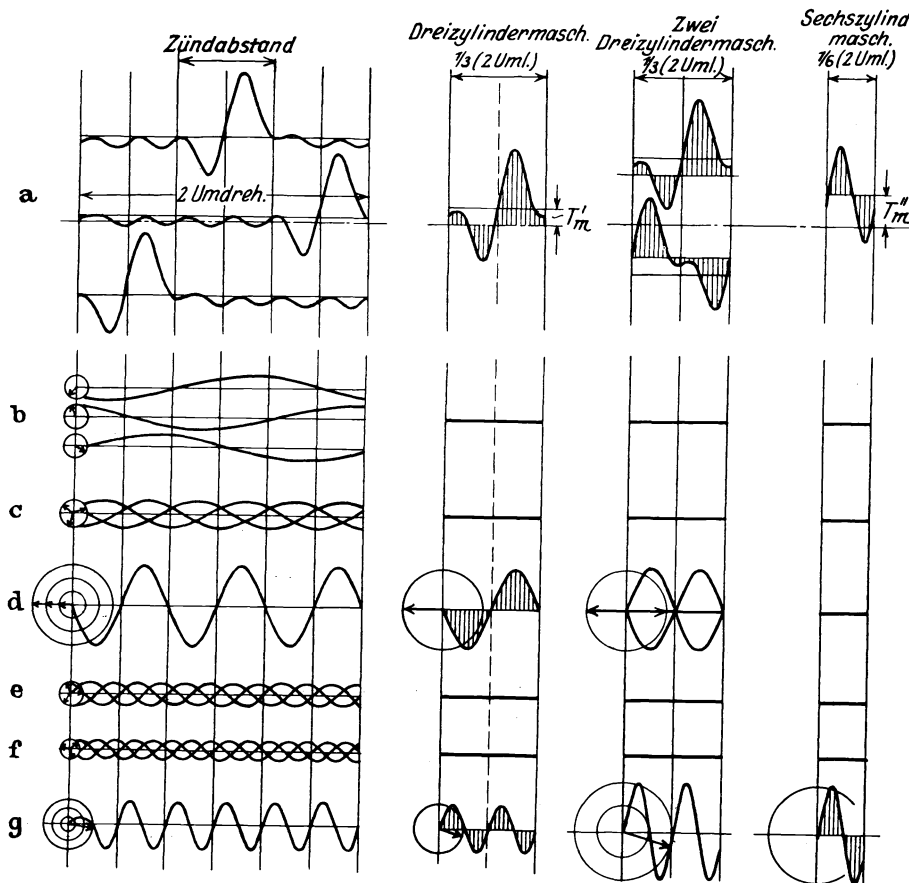 Zündabstand
Dreizylindermasch.
1/3 (2 Uml.)
Zwei
Dreizylindermasch.
1/3 (2 Uml.)
Sechszylind
masch.
1/6 (2 Uml.)
a
2 Umdreh.
T'm
T"m
b
c
d
e
f
g